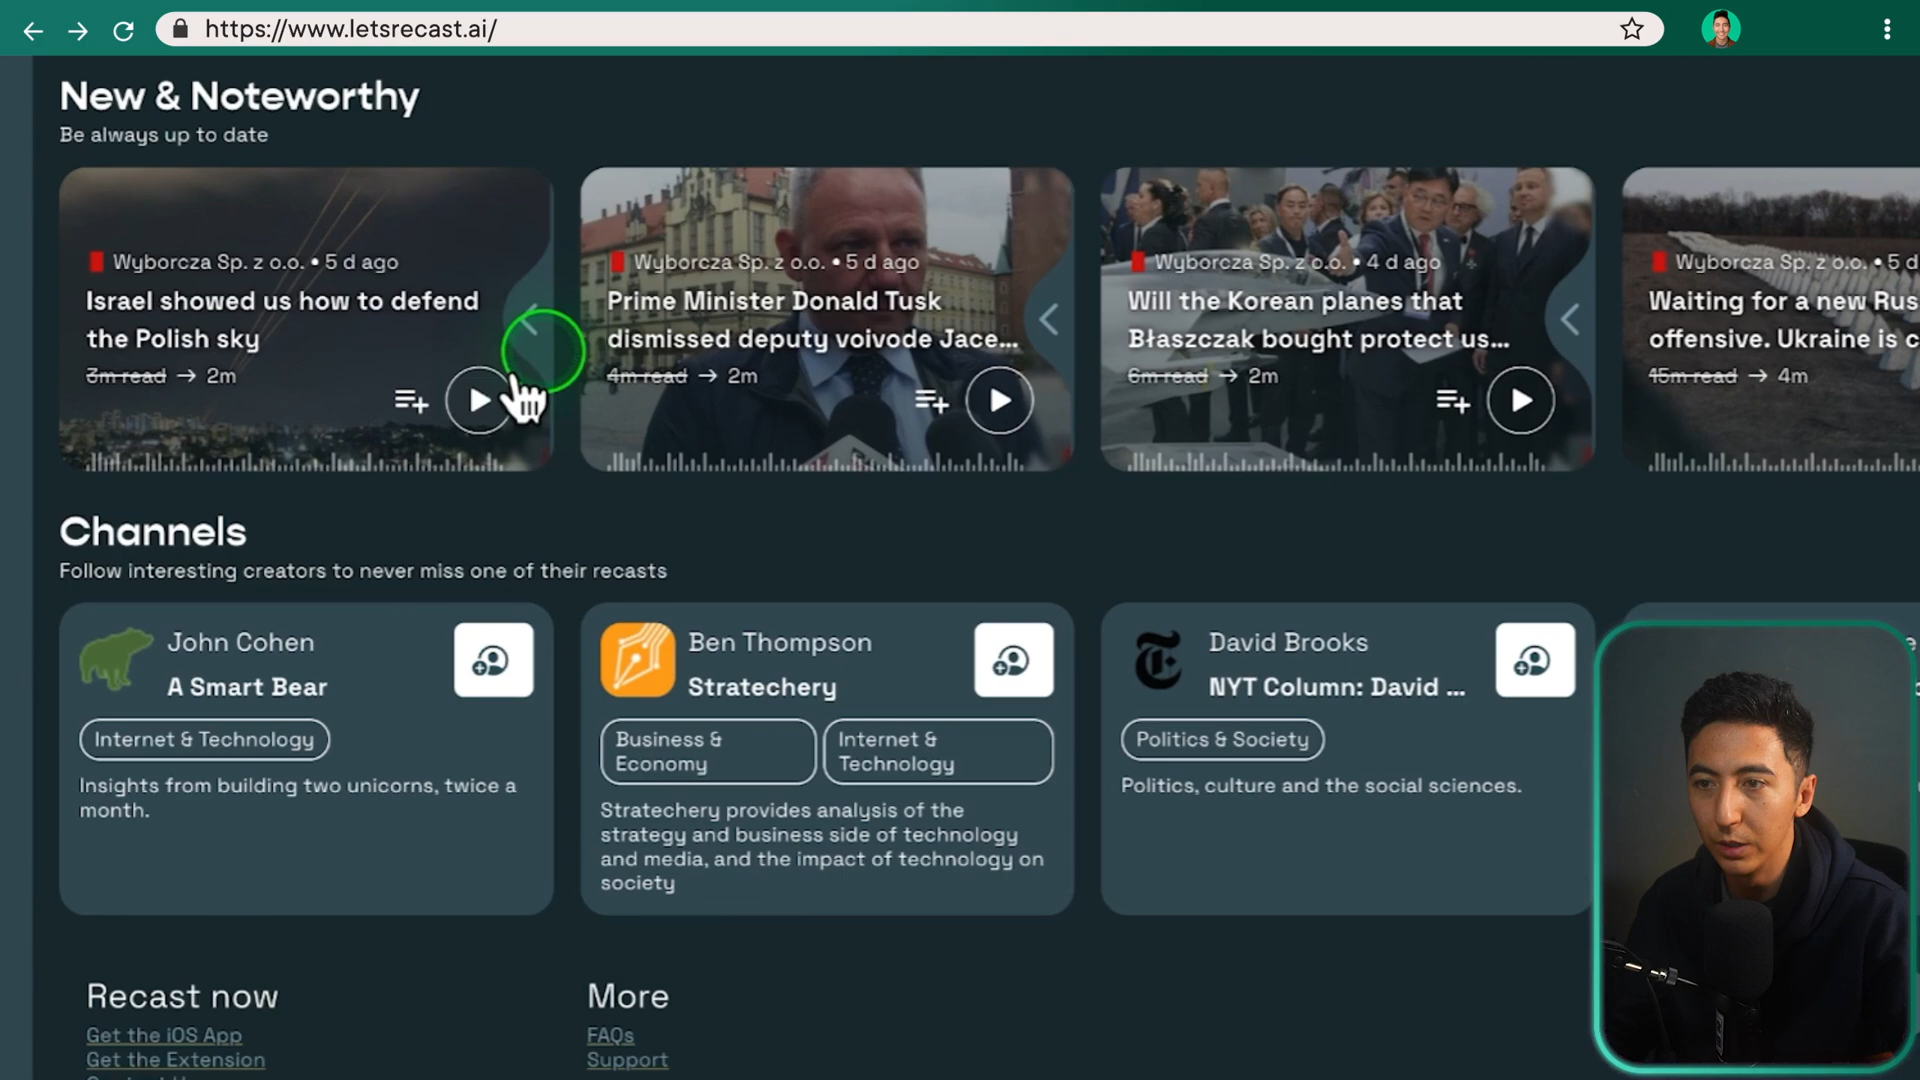 https://www.letsrecast.ai/
New & Noteworthy
Be always up to date
Wyborcza Sp. z o.o. • 5 d ago
Israel showed us how to defend
the Polish sky
3m read → 2m
Wyborcza Sp. z o.o. • 5 d ago
Prime Minister Donald Tusk
dismissed deputy voivode Jace...
4m read → 2m
Wyborcza Sp. z o.o. • 4 d ago
Will the Korean planes that
Błaszczak bought protect us...
6m read → 2m
Wyborcza Sp. z o.o. • 5 d
Waiting for a new Rus
offensive. Ukraine is c
15m read → 4m
Channels
Follow interesting creators to never miss one of their recasts
John Cohen
A Smart Bear
Internet & Technology
Insights from building two unicorns, twice a
month.
Ben Thompson
Stratechery
Business &
Economy
Internet &
Technology
Stratechery provides analysis of the
strategy and business side of technology
and media, and the impact of technology on
society
David Brooks
NYT Column: David ...
Politics & Society
Politics, culture and the social sciences.
Recast now
Get the iOS App
Get the Extension
More
FAQs
Support